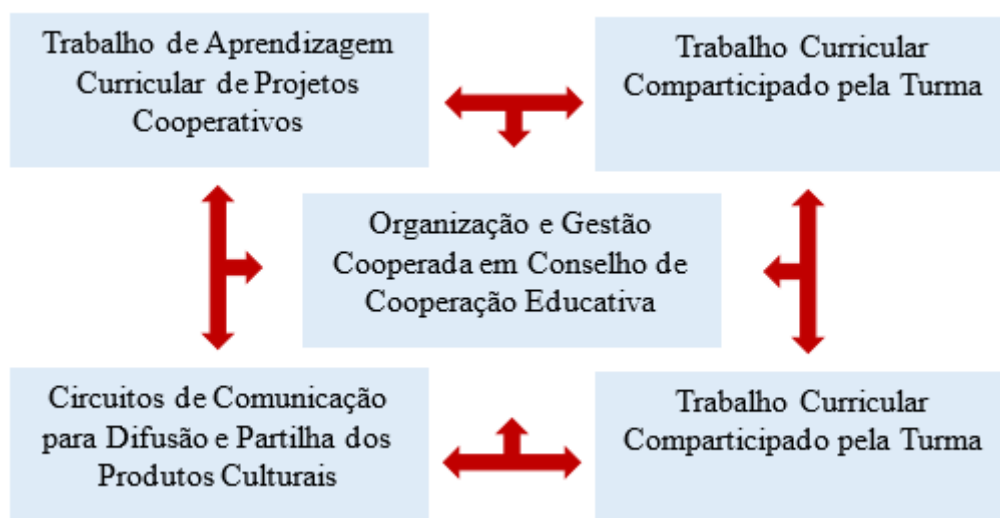 Trabalho de Aprendizagem
Curricular de Projetos
Cooperativos
Trabalho Curricular
Comparticipado pela Turma
Organização e Gestão
Cooperada em Conselho de
Cooperação Educativa
Circuitos de Comunicação
para Difusão e Partilha dos
Produtos Culturais
Trabalho Curricular
Comparticipado pela Turma